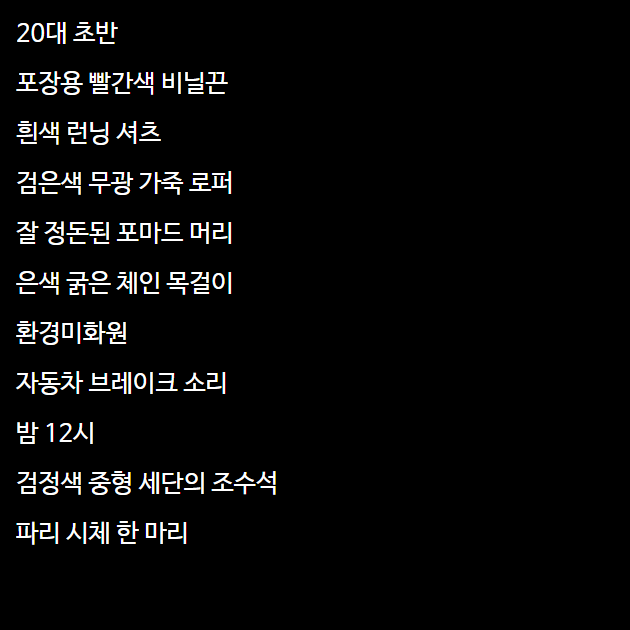 20대 초반
포장용 빨간색 비닐끈
흰색 런닝 셔츠
검은색 무광 가죽 로퍼
잘 정돈된 포마드 머리
은색 굵은 체인 목걸이
환경미화원
자동차 브레이크 소리
밤 12시
검정색 중형 세단의 조수석
파리 시체 한 마리